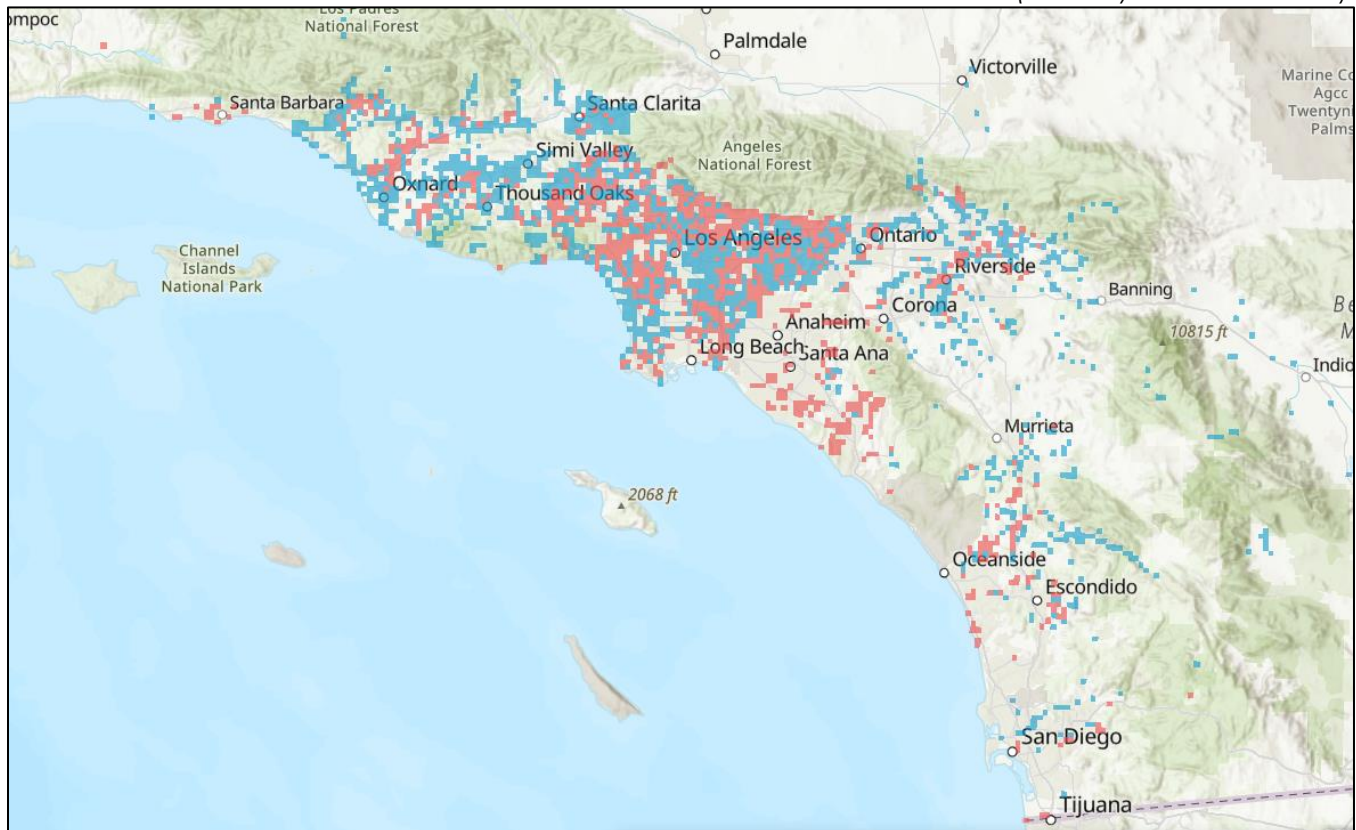 Los Padres
National Forest
Palmdale
Victorville
Santa Barbara
Santa Clarita
Angeles
National Forest
Simi Valley
Oxnard
Thousand Oaks
Los Angeles
Ontario
Riverside
Channel
Islands
National Park
Banning
Corona
Anaheim
10815 ft
Long Beach
Santa Ana
Murrieta
2068 ft
Oceanside
Escondido
San Diego
Tijuana
ompoc
Marine Co
Agcc
Twentyni
Palms
Indio